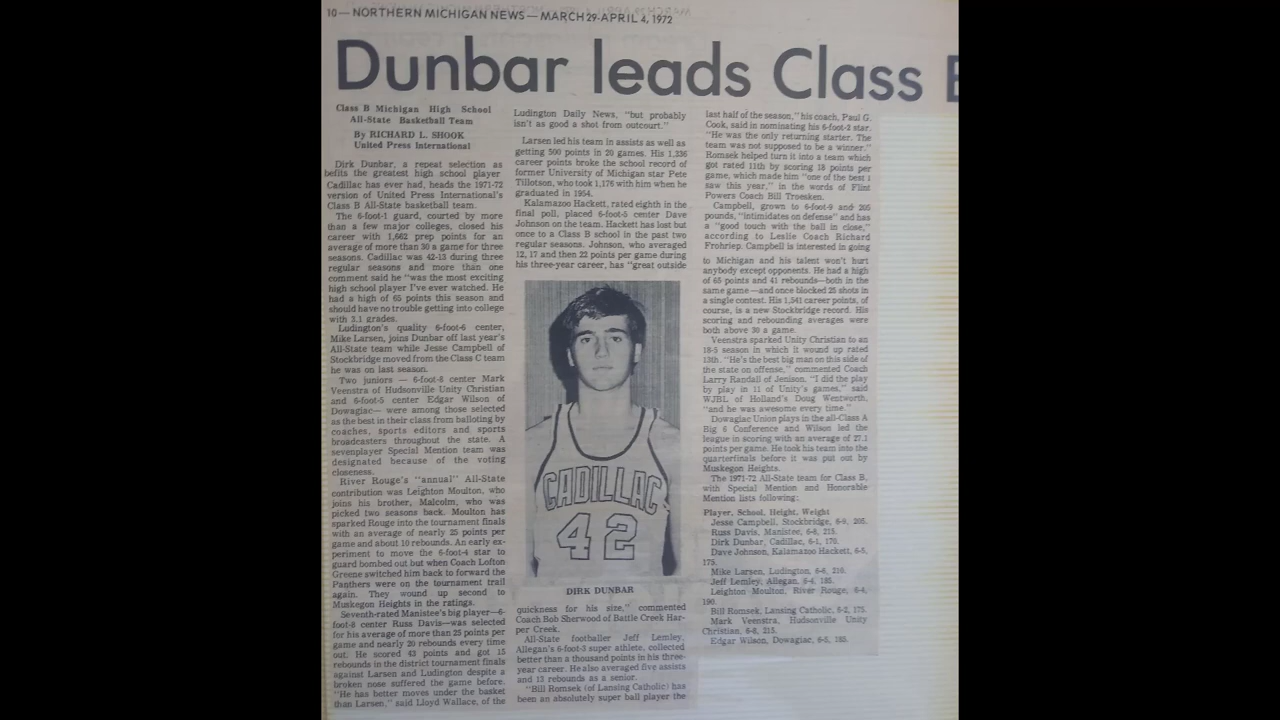 10— NORTHERN MICHIGAN NEWS—MARCH 29-APRIL 4, 1972
Dunbar leads Class
Class B Michigan High School
All-State Basketball Team
By RICHARD L. SHOOK
United Press International
Dirk Dunbar, a repeat selection as
befits the greatest high school player
Cadillac has ever had, heads the 1971-72
version of United Press International's
Class B All-State basketball team.
The 6-foot-1 guard, courted by more
than a few major colleges, closed his
career with 1,662 prep points for an
average of more than 30 a game for three
seasons. Cadillac was 42-13 during three
regular seasons and more than one
comment said he "was the most exciting
high school player I've ever watched. He
had a high of 65 points this season and
should have no trouble getting into college
with 3.1 grades.
Ludington's quality 6-foot-6 center,
Mike Larsen, joins Dunbar off last year's
All-State team while Jesse Campbell of
Stockbridge moved from the Class C team
he was on last season.
Two juniors — 6-foot-8 center Mark
Veenstra of Hudsonville Unity Christian
and 6-foot-5 center Edgar Wilson of
Dowagiac— were among those selected
as the best in their class from balloting by
coaches, sports editors and sports
broadcasters throughout the state. A
sevenplayer Special Mention team was
designated because of the voting
closeness.
River Rouge's "annual" All-State
contribution was Leighton Moulton, who
joins his brother, Malcolm, who was
picked two seasons back. Moulton has
sparked Rouge into the tournament finals
with an average of nearly 25 points per
game and about 10 rebounds. An early ex-
periment to move the 6-foot-4 star to
guard bombed out but when Coach Lofton
Greene switched him back to forward the
Panthers were on the tournament trail
again. They wound up second to
Muskegon Heights in the ratings.
Seventh-rated Manistee's big player—6-
foot-8 center Russ Davis—was selected
for his average of more than 25 points per
game and nearly 20 rebounds every time
out. He scored 43 points and got 15
rebounds in the district tournament finals
against Larsen and Ludington despite a
broken nose suffered the game before.
"He has better moves under the basket
than Larsen," said Lloyd Wallace, of the
Ludington Daily News, "but probably
isn't as good a shot from outcourt."
Larsen led his team in assists as well as
getting 500 points in 20 games. His 1,336
career points broke the school record of
former University of Michigan star Pete
Tillotson, who took 1,176 with him when he
graduated in 1954.
Kalamazoo Hackett, rated eighth in the
final poll, placed 6-foot-5 center Dave
Johnson on the team. Hackett has lost but
once to a Class B school in the past two
regular seasons. Johnson, who averaged
12, 17 and then 22 points per game during
his three-year career, has "great outside
CADILLAC
42
DIRK DUNBAR
quickness for his size," commented
Coach Bob Sherwood of Battle Creek Har-
per Creek.
All-State footballer Jeff Lemley,
Allegan's 6-foot-3 super athlete, collected
better than a thousand points in his three-
year career. He also averaged five assists
and 13 rebounds as a senior.
"Bill Romsek (of Lansing Catholic) has
been an absolutely super ball player the
last half of the season," his coach, Paul G.
Cook, said in nominating his 6-foot-2 star.
"He was the only returning starter. The
team was not supposed to be a winner."
Romsek helped turn it into a team which
got rated 11th by scoring 18 points per
game, which made him "one of the best I
saw this year," in the words of Flint
Powers Coach Bill Troesken.
Campbell, grown to 6-foot-9 and 205
pounds, "intimidates on defense" and has
a "good touch with the ball in close,"
according to Leslie Coach Richard
Frohriep. Campbell is interested in going
to Michigan and his talent won't hurt
anybody except opponents. He had a high
of 65 points and 41 rebounds—both in the
same game—and once blocked 25 shots in
a single contest. His 1,541 career points, of
course, is a new Stockbridge record. His
scoring and rebounding averages were
both above 30 a game.
Veenstra sparked Unity Christian to an
18-5 season in which it wound up rated
13th. "He's the best big man on this side of
the state on offense," commented Coach
Larry Randall of Jenison. "I did the play
by play in 11 of Unity's games," said
WJBL of Holland's Doug Wentworth,
"and he was awesome every time."
Dowagiac Union plays in the all-Class A
Big 6 Conference and Wilson led the
league in scoring with an average of 27.1
points per game. He took his team into the
quarterfinals before it was put out by
Muskegon Heights.
The 1971-72 All-State team for Class B,
with Special Mention and Honorable
Mention lists following:
Player, School, Height, Weight
Jesse Campbell, Stockbridge, 6-9, 205.
Russ Davis, Manistee, 6-8, 215.
Dirk Dunbar, Cadillac, 6-1, 170.
Dave Johnson, Kalamazoo Hackett, 6-5,
175.
Mike Larsen, Ludington, 6-6, 210.
Jeff Lemley, Allegan, 6-4, 185.
Leighton Moulton, River Rouge, 6-4,
190.
Bill Romsek, Lansing Catholic, 6-2, 175.
Mark Veenstra, Hudsonville Unity
Christian, 6-8, 215.
Edgar Wilson, Dowagiac, 6-5,